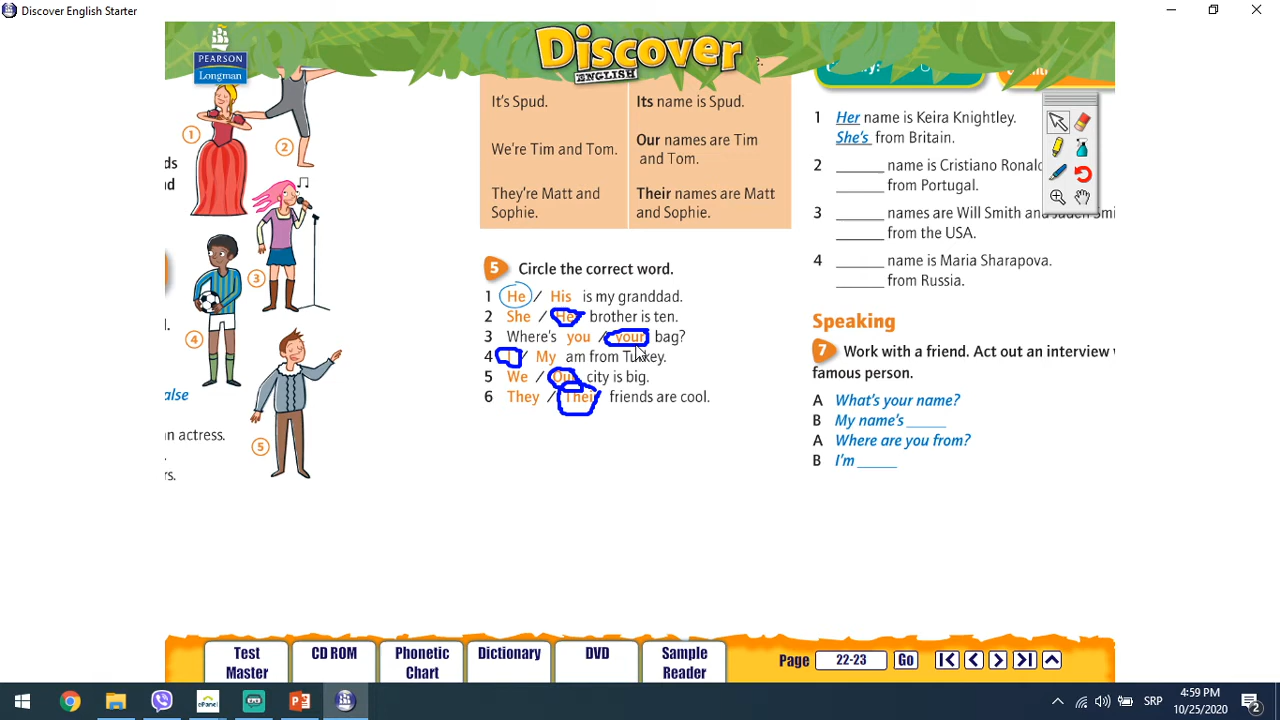 Discover English Starter
PEARSON
Longman
Discover
ENGLISH
It's Spud.
Its name is Spud.
We're Tim and Tom.
Our names are Tim
and Tom.
They're Matt and
Sophie.
Their names are Matt
and Sophie.
1
2
3
4
5
alse
n actress.
rs.
5 Circle the correct word.
1 He / His is my granddad.
2 She / Her brother is ten.
3 Where's you / your bag?
4 I / My am from Turkey.
5 We / Our city is big.
6 They / Their friends are cool.
1 Her name is Keira Knightley.
She's from Britain.
2 ______ name is Cristiano Ronald
______ from Portugal.
3 ______ names are Will Smith and Jaden Smi
______ from the USA.
4 ______ name is Maria Sharapova.
______ from Russia.
Speaking
7 Work with a friend. Act out an interview w
famous person.
A What's your name?
B My name's _____
A Where are you from?
B I'm _____
Test
Master
CD ROM
Phonetic
Chart
Dictionary
DVD
Sample
Reader
Page 22-23 Go
SRP
4:59 PM
10/25/2020
2